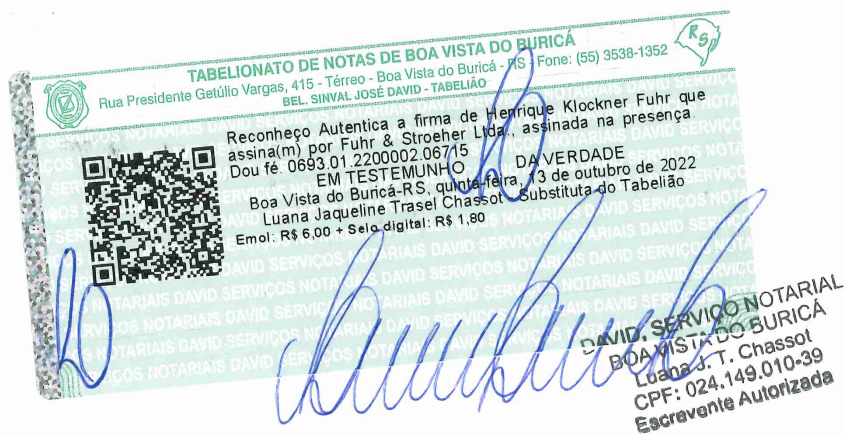 TABELIONATO DE NOTAS DE BOA VISTA DO BURICÁ
RSP
Rua Presidente Getúlio Vargas, 415 - Térreo - Boa Vista do Buricá - RS - Fone: (55) 3538-1352
BEL. SINVAL JOSÉ DAVID - TABELIÃO
Reconheço Autentica a firma de Henrique Klockner Fuhr que
assina(m) por Fuhr & Stroeher Ltda., assinada na presença
Dou fé. 0693.01.2200002.06715
EM TESTEMUNHO DA VERDADE
Boa Vista do Buricá-RS, quinta-feira, 13 de outubro de 2022
Luana Jaqueline Trasel Chassot - Substituta do Tabelião
Emol: R$ 6,00 + Selo digital: R$ 1,80
DAVID, SERVIÇO NOTARIAL
BOA VISTA DO BURICÁ
Luana J. T. Chassot
CPF: 024.149.010-39
Escrevente Autorizada